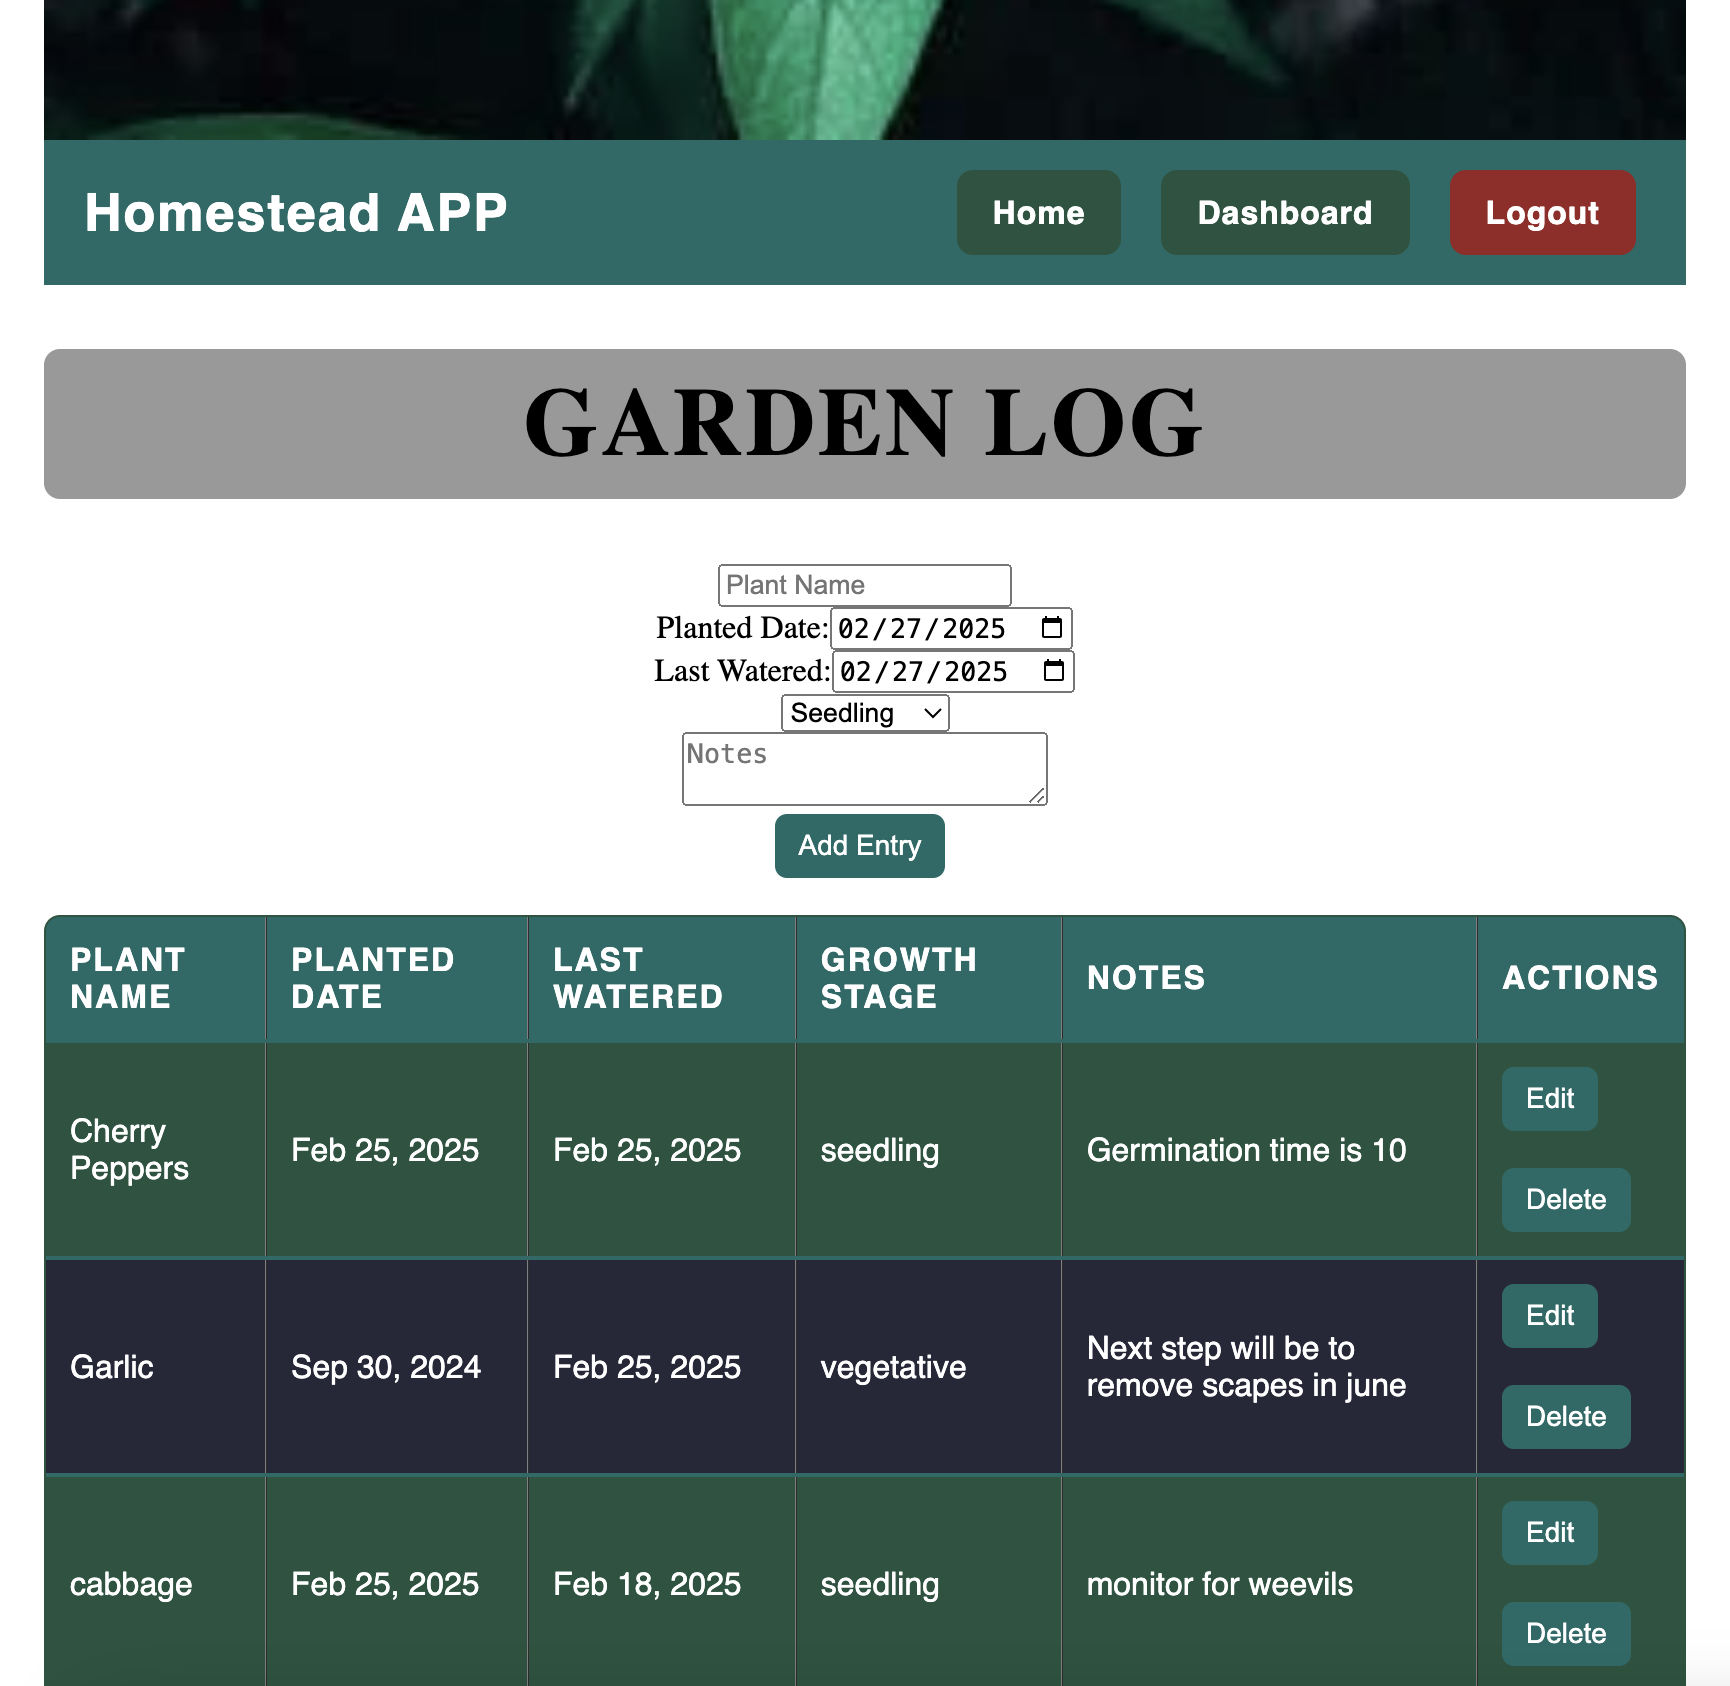 Homestead APP
Home
Dashboard
Logout
GARDEN LOG
Plant Name
Planted Date: 02/27/2025
Last Watered: 02/27/2025
Seedling
Notes
Add Entry
PLANT NAME
PLANTED DATE
LAST WATERED
GROWTH STAGE
NOTES
ACTIONS
Cherry Peppers
Feb 25, 2025
Feb 25, 2025
seedling
Germination time is 10
Edit
Delete
Garlic
Sep 30, 2024
Feb 25, 2025
vegetative
Next step will be to
remove scapes in june
Edit
Delete
cabbage
Feb 25, 2025
Feb 18, 2025
seedling
monitor for weevils
Edit
Delete